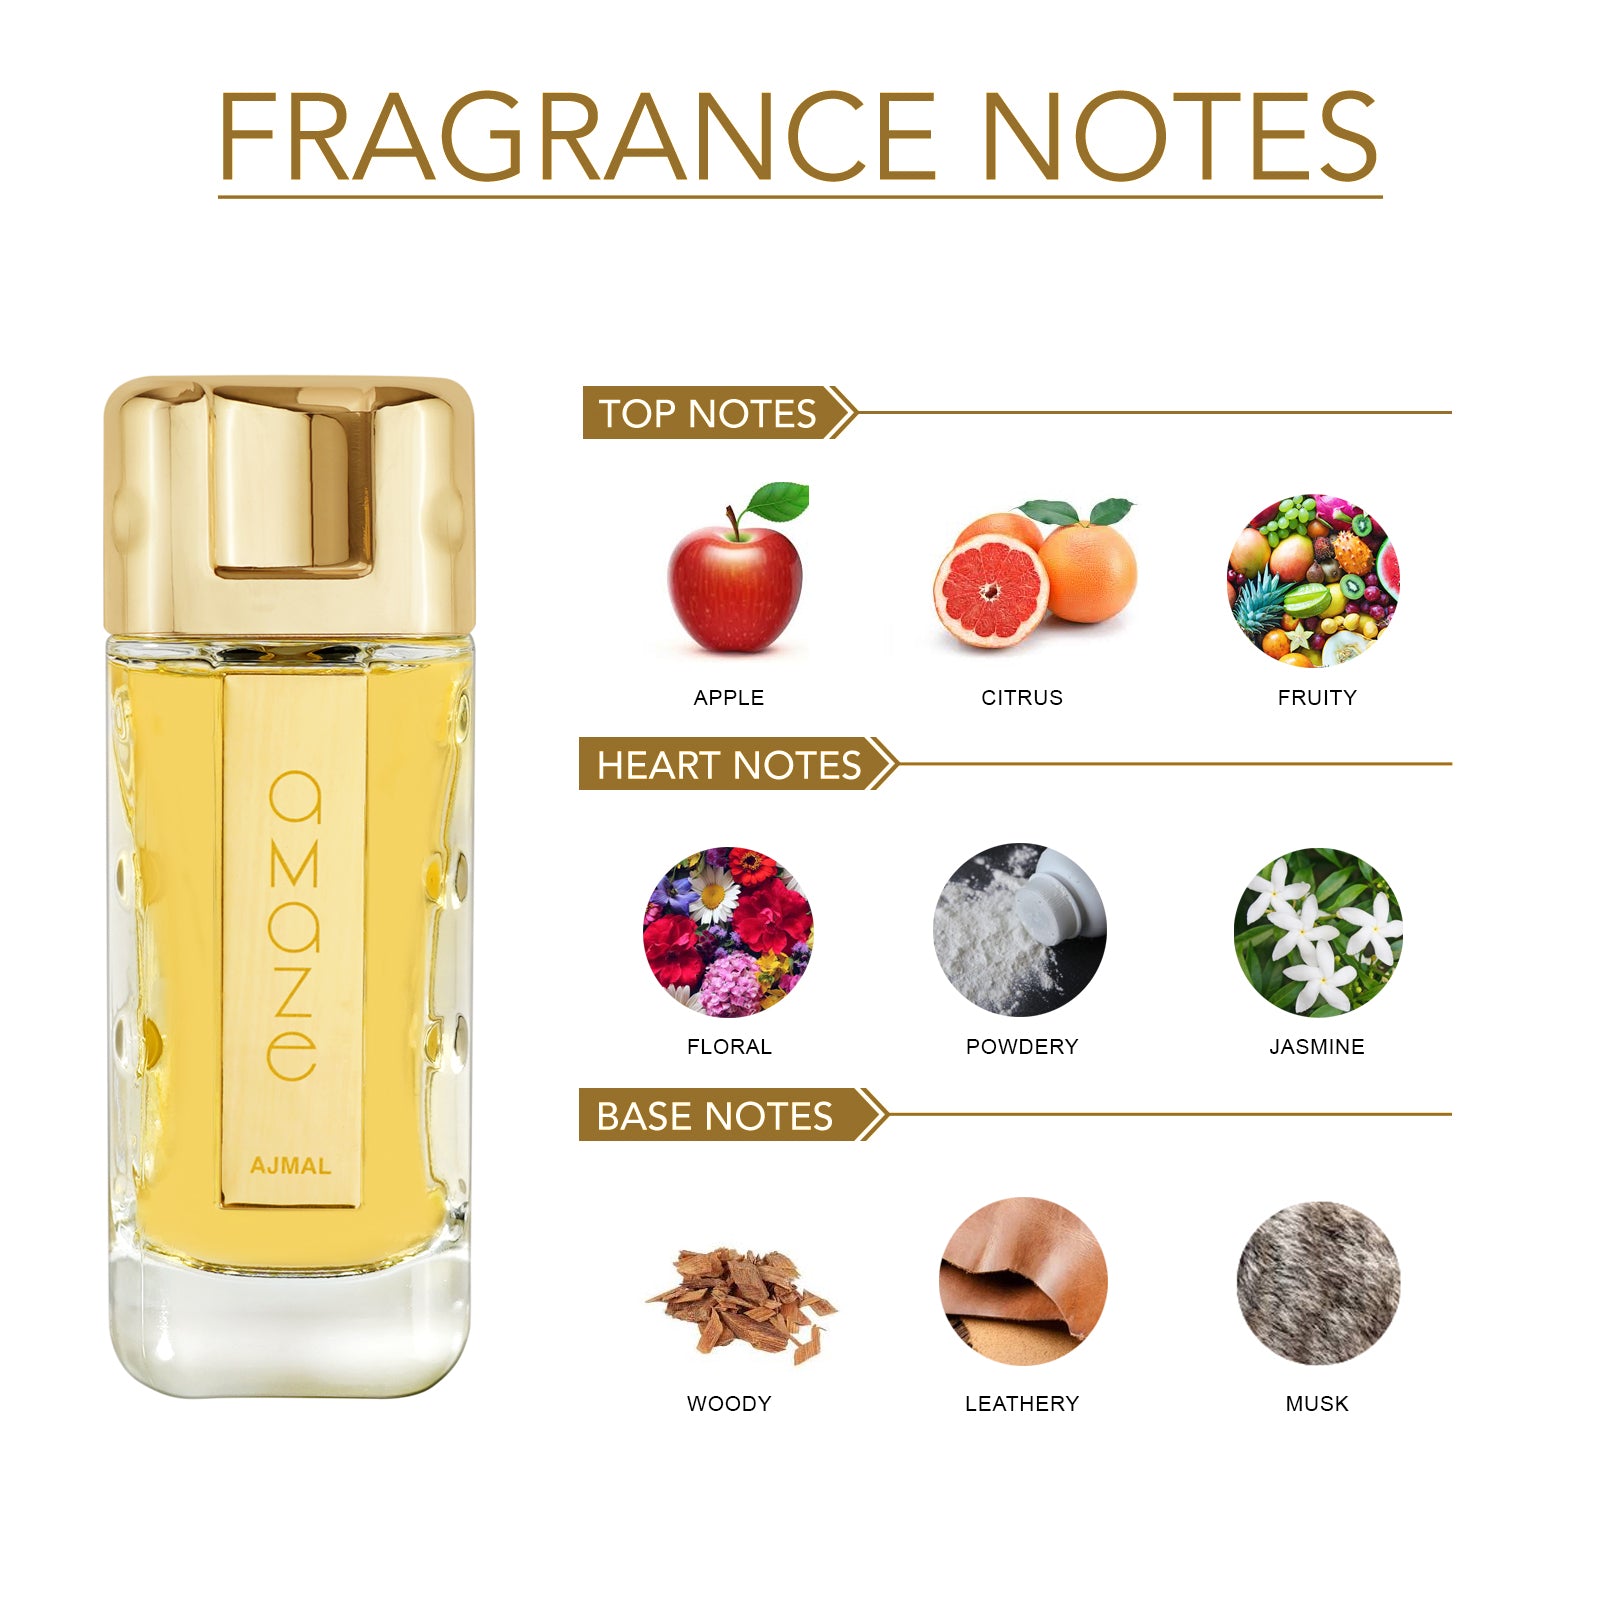 FRAGRANCE NOTES
aMaze
AJMAL
TOP NOTES
APPLE
CITRUS
FRUITY
HEART NOTES
FLORAL
POWDERY
JASMINE
BASE NOTES
WOODY
LEATHERY
MUSK